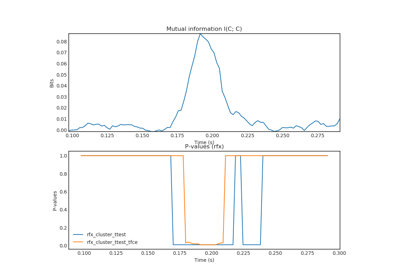 Mutual information I(C; C)
0.08
0.07
0.06
0.05
0.04
0.03
0.02
0.01
0.00
Bits
0.100 0.125 0.150 0.175 0.200 0.225 0.250 0.275
Time (s)
P-values (rfx)
1.0
0.8
0.6
0.4
0.2
0.0
P-values
rfx_cluster_ttest
rfx_cluster_ttest_tfce
0.100 0.125 0.150 0.175 0.200 0.225 0.250 0.275 0.300
Time (s)